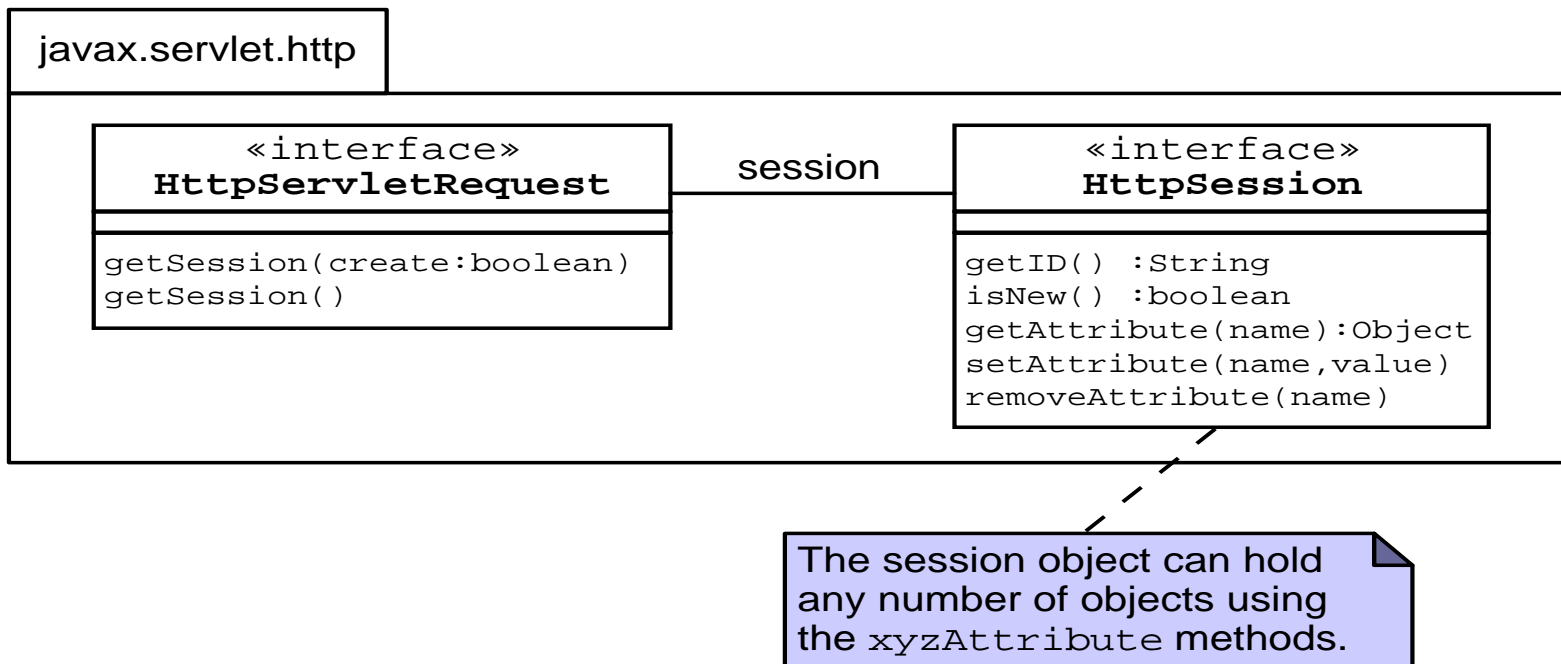 javax.servlet.http
«interface»
HttpServletRequest
getSession(create:boolean)
getSession()
session
«interface»
HttpSession
getID() :String
isNew() :boolean
getAttribute(name):Object
setAttribute(name,value)
removeAttribute(name)
The session object can hold
any number of objects using
the xyzAttribute methods.